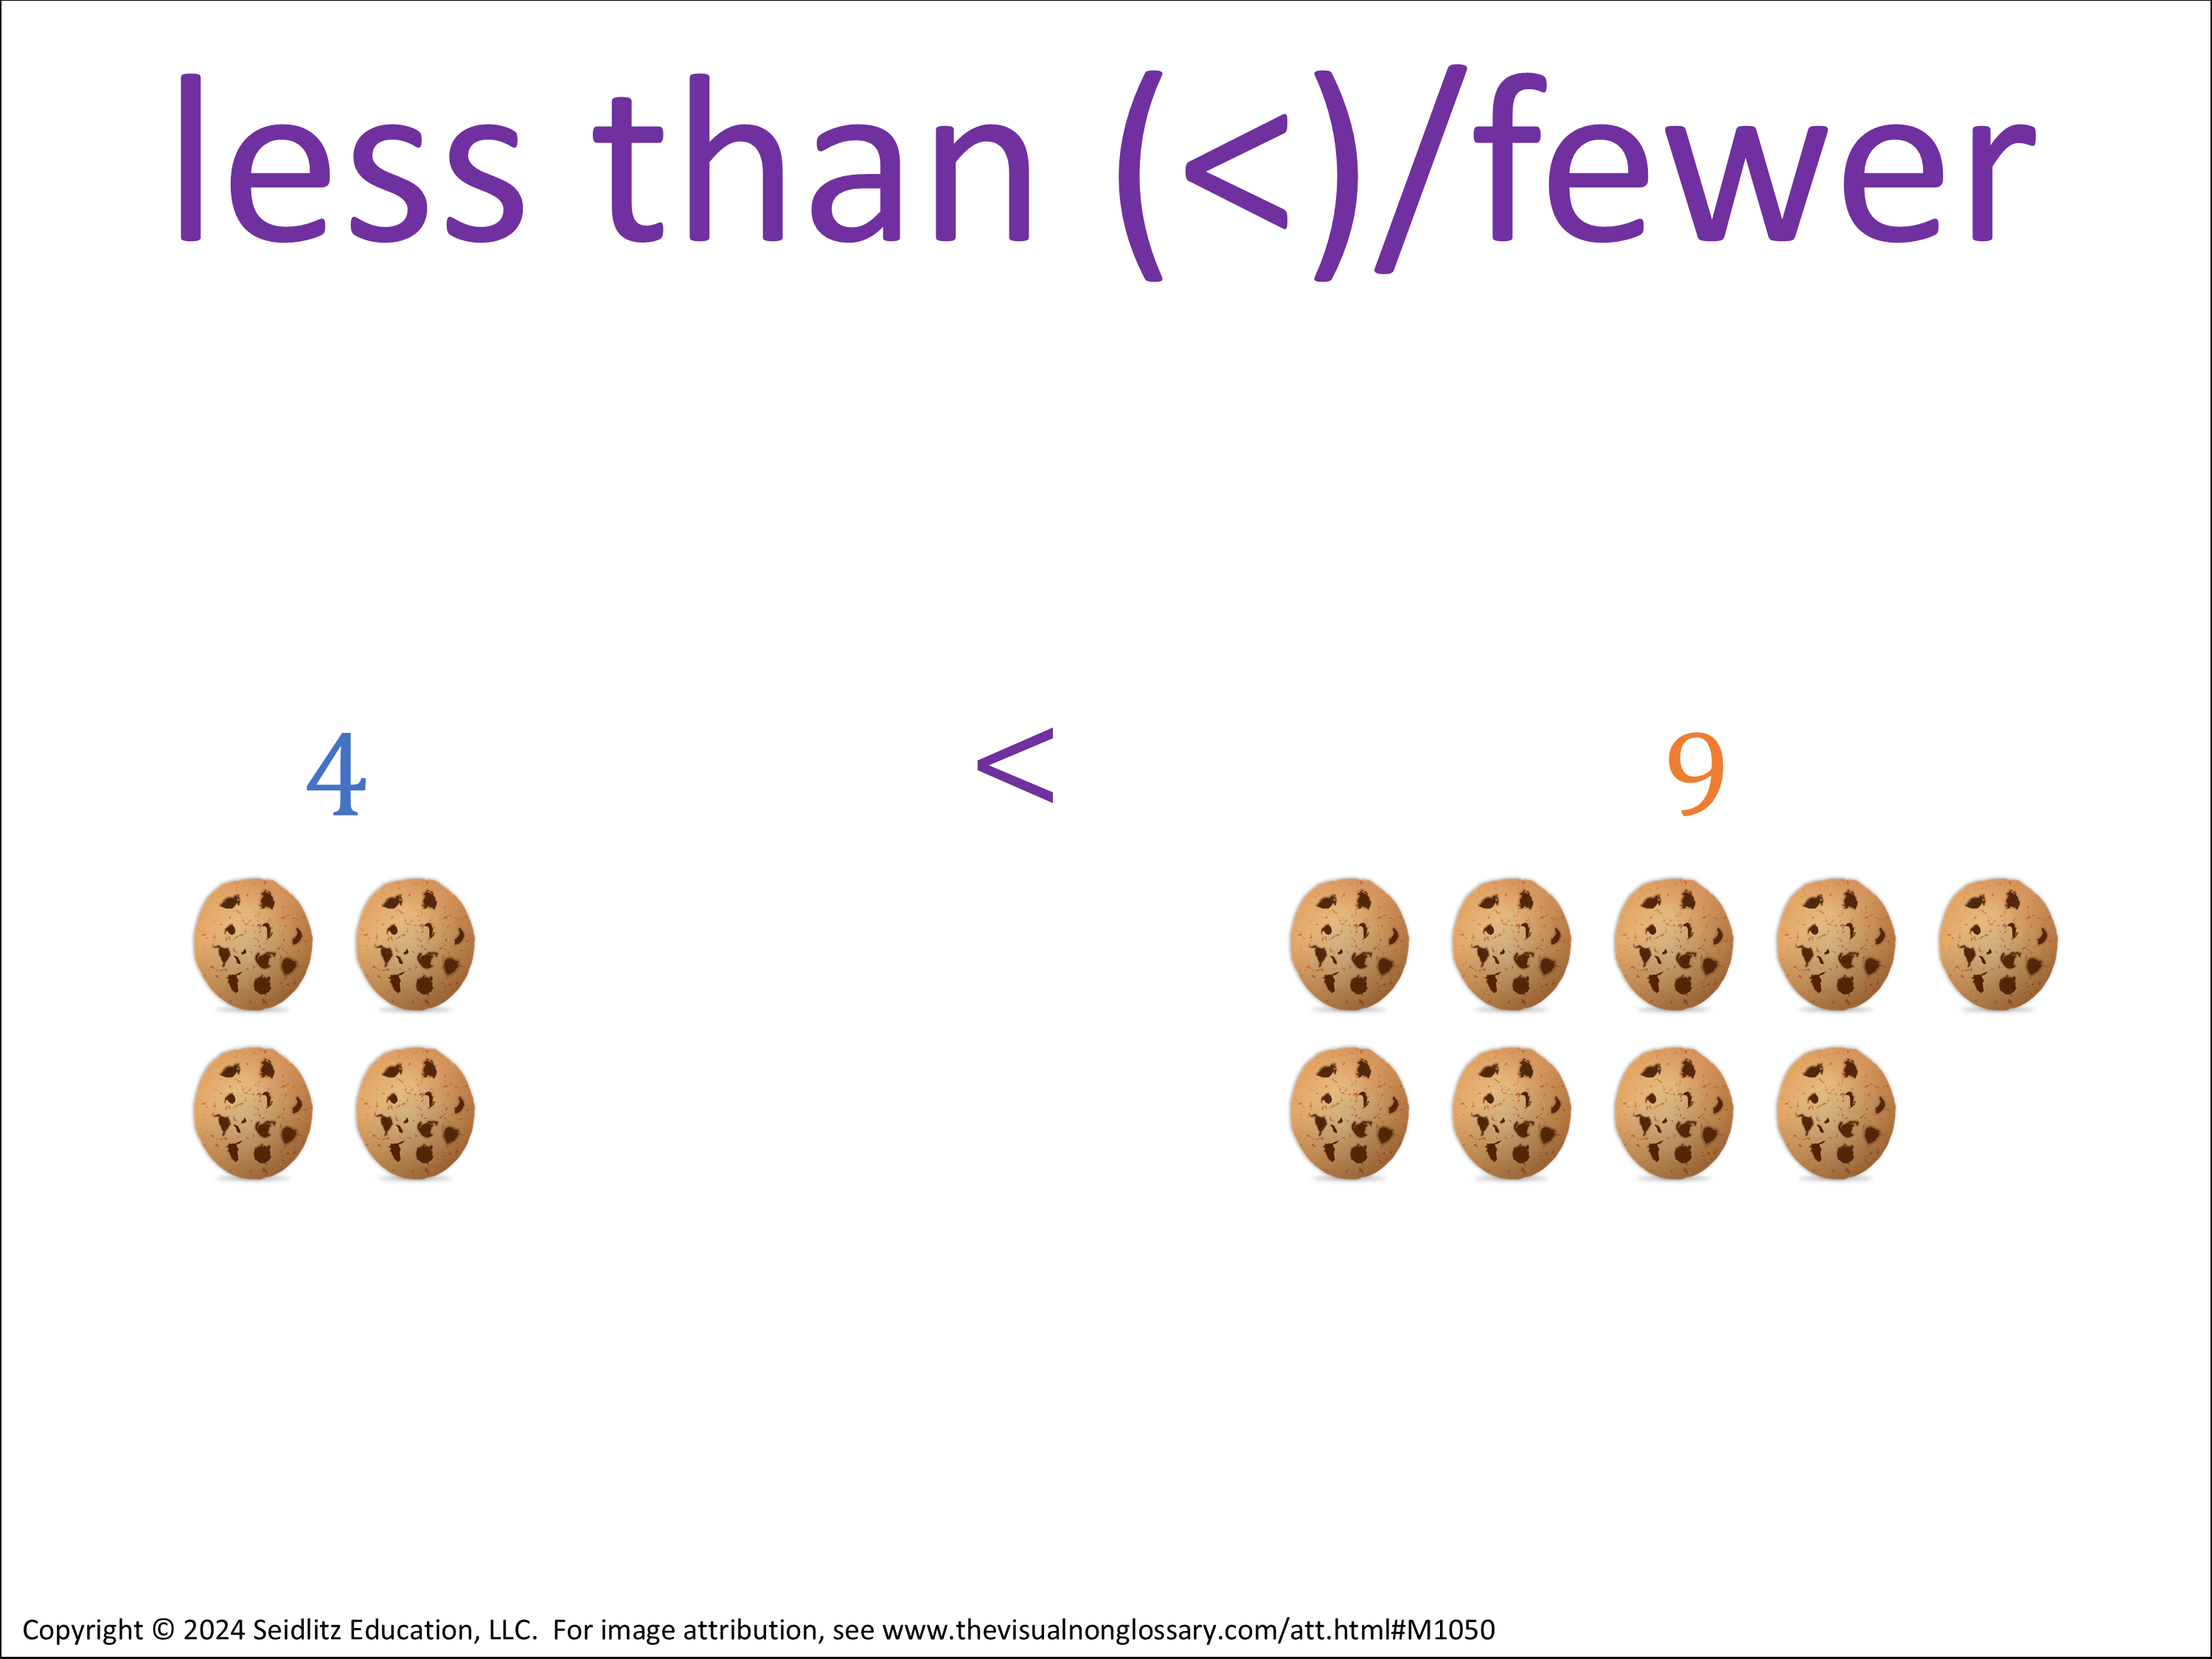 less than (<)/fewer
4 < 9
Copyright © 2024 Seidlitz Education, LLC.  For image attribution, see www.thevisualnonglossary.com/att.html#M1050